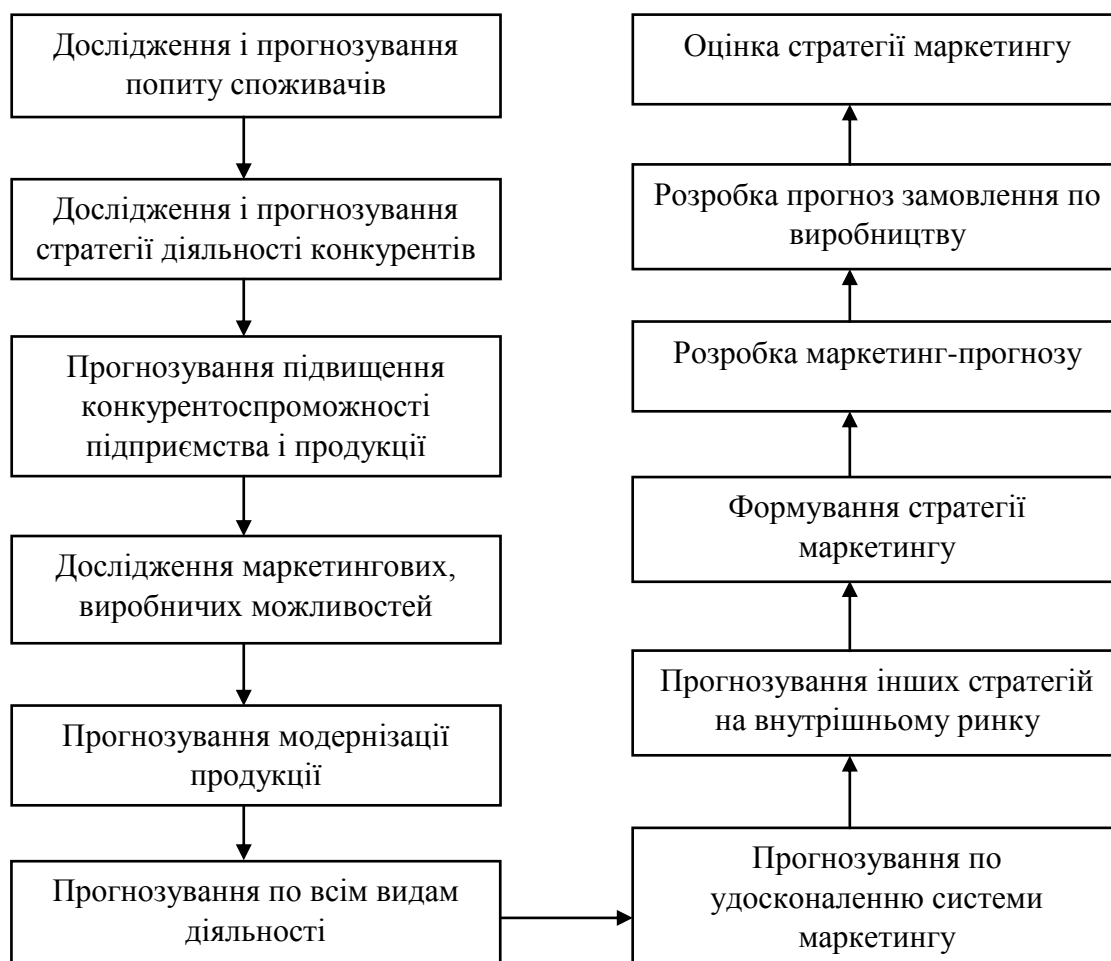 Дослідження і прогнозування
попиту споживачів
Дослідження і прогнозування
стратегії діяльності конкурентів
Прогнозування підвищення
конкурентоспроможності
підприємства і продукції
Дослідження маркетингових,
виробничих можливостей
Прогнозування модернізації
продукції
Прогнозування по всім видам
діяльності
Прогнозування по
удосконаленню системи
маркетингу
Прогнозування інших стратегій
на внутрішньому ринку
Формування стратегії
маркетингу
Розробка маркетинг-прогнозу
Розробка прогноз замовлення по
виробництву
Оцінка стратегії маркетингу